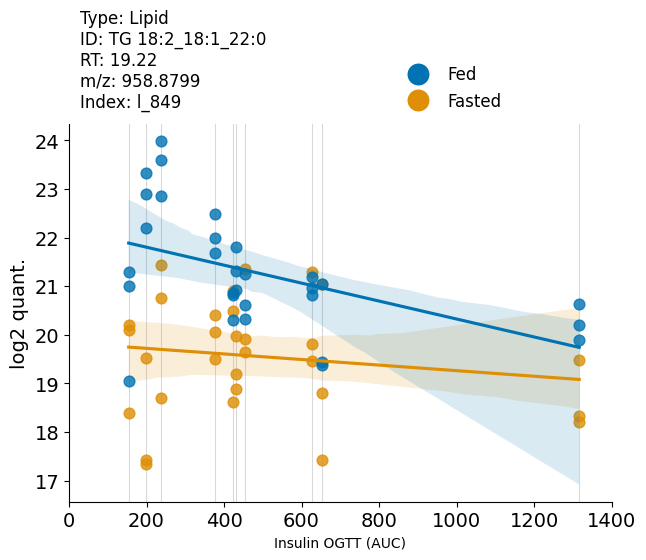 Type: Lipid
ID: TG 18:2_18:1_22:0
RT: 19.22
m/z: 958.8799
Index: l_849
Fed
Fasted
24
23
22
21
20
19
18
17
log2 quant.
0 200 400 600 800 1000 1200 1400
Insulin OGTT (AUC)